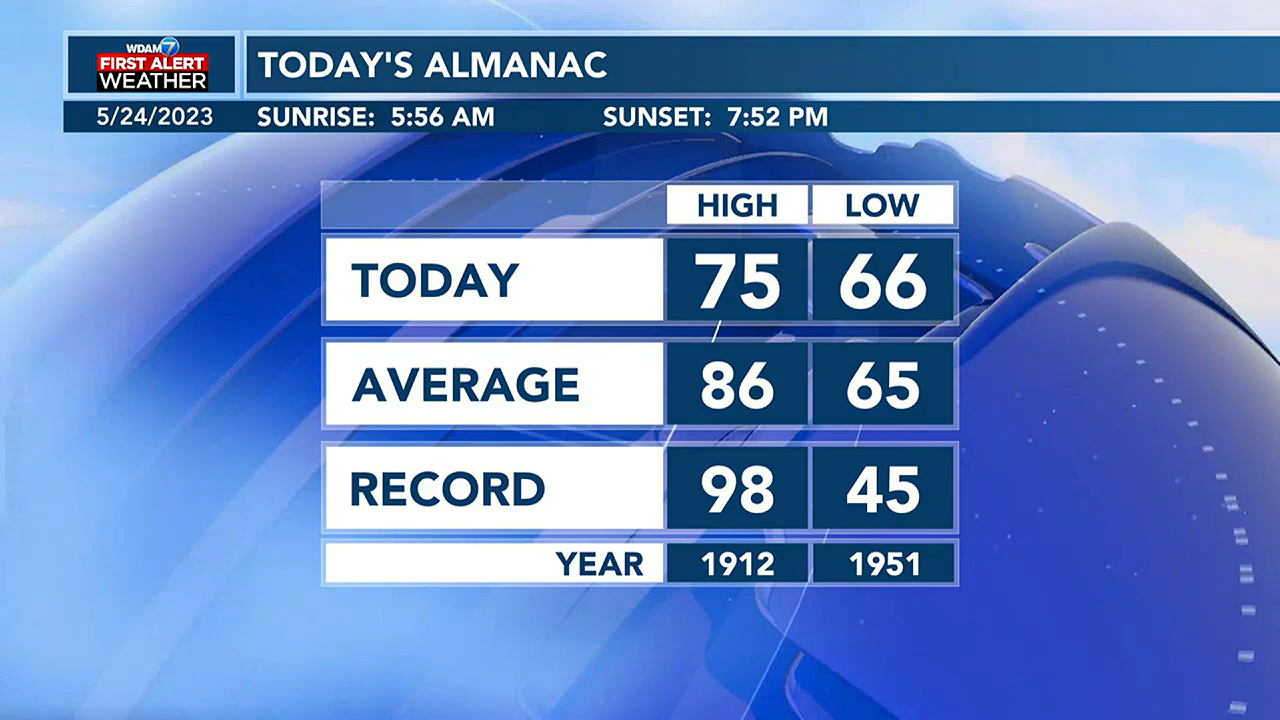 WDAM 7
FIRST ALERT
WEATHER
TODAY'S ALMANAC
5/24/2023 SUNRISE: 5:56 AM SUNSET: 7:52 PM
HIGH LOW
TODAY 75 66
AVERAGE 86 65
RECORD 98 45
YEAR 1912 1951